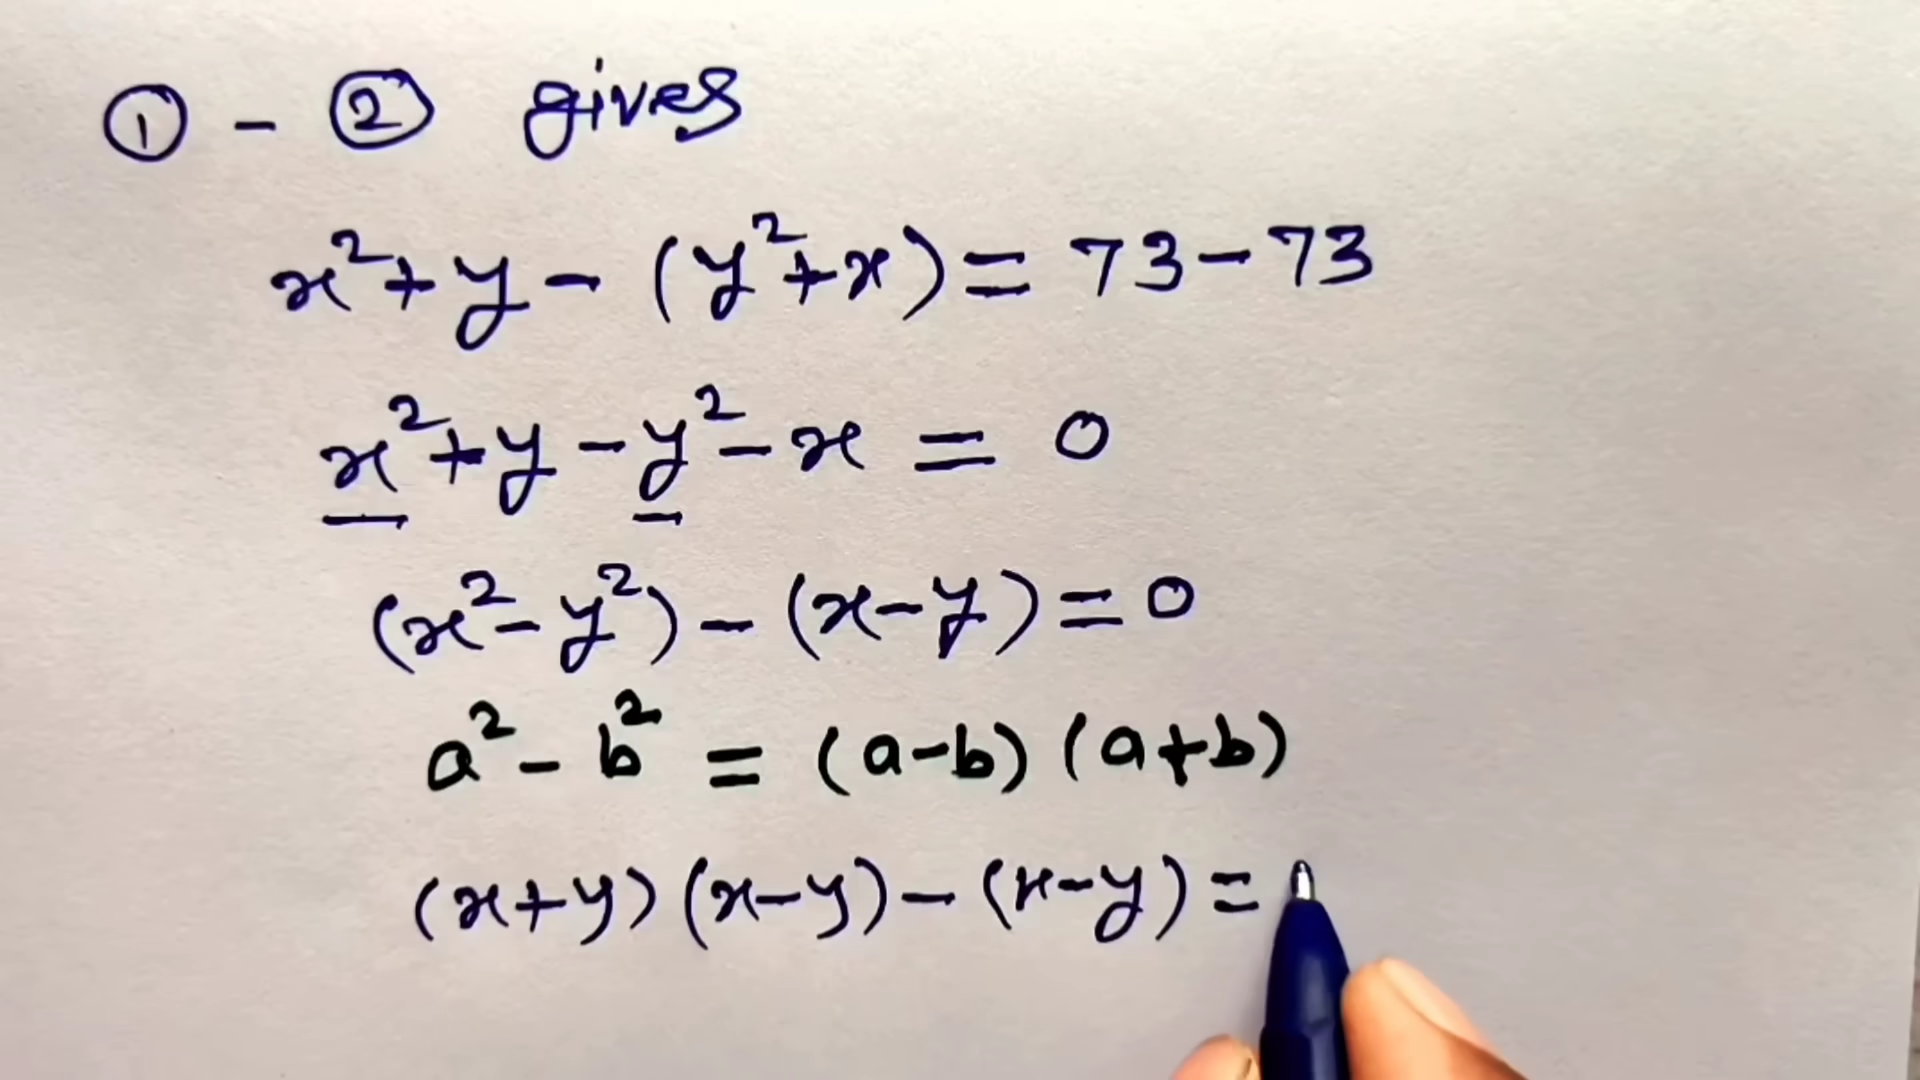 ① - ② gives
x² + y - (y² + x) = 73 - 73
x² + y - y² - x = 0
(x² - y²) - (x - y) = 0
a² - b² = (a - b) (a + b)
(x + y) (x - y) - (x - y) =